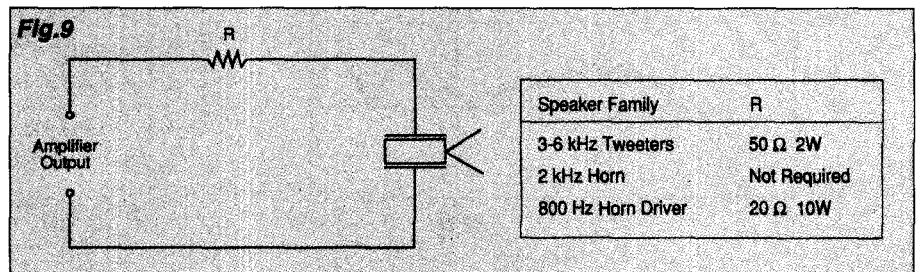 Fig.9
R
Amplifier
Output
Speaker Family R
3-6 kHz Tweeters 50 Ω 2W
2 kHz Horn Not Required
800 Hz Horn Driver 20 Ω 10W